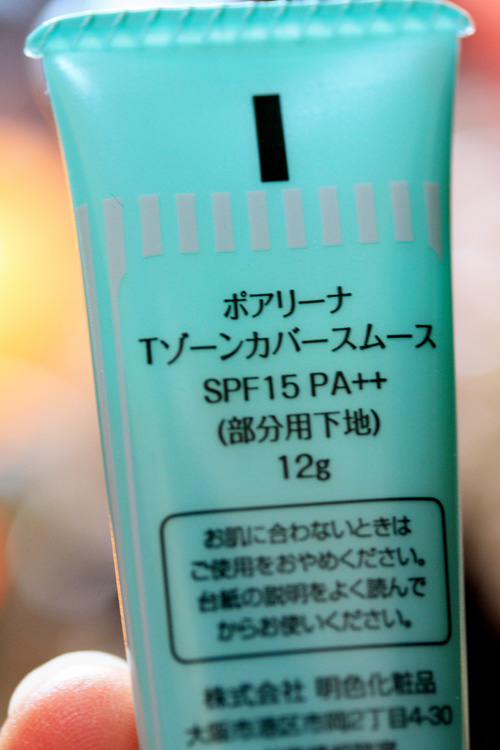 ポアリーナ
Tゾーンカバースムース
SPF15 PA++
(部分用下地)
12g
お肌に合わないときは
ご使用をおやめください。
台紙の説明をよく読んで
からお使いください。
株式会社 明色化粧品
大阪市港区市岡2丁目4-30